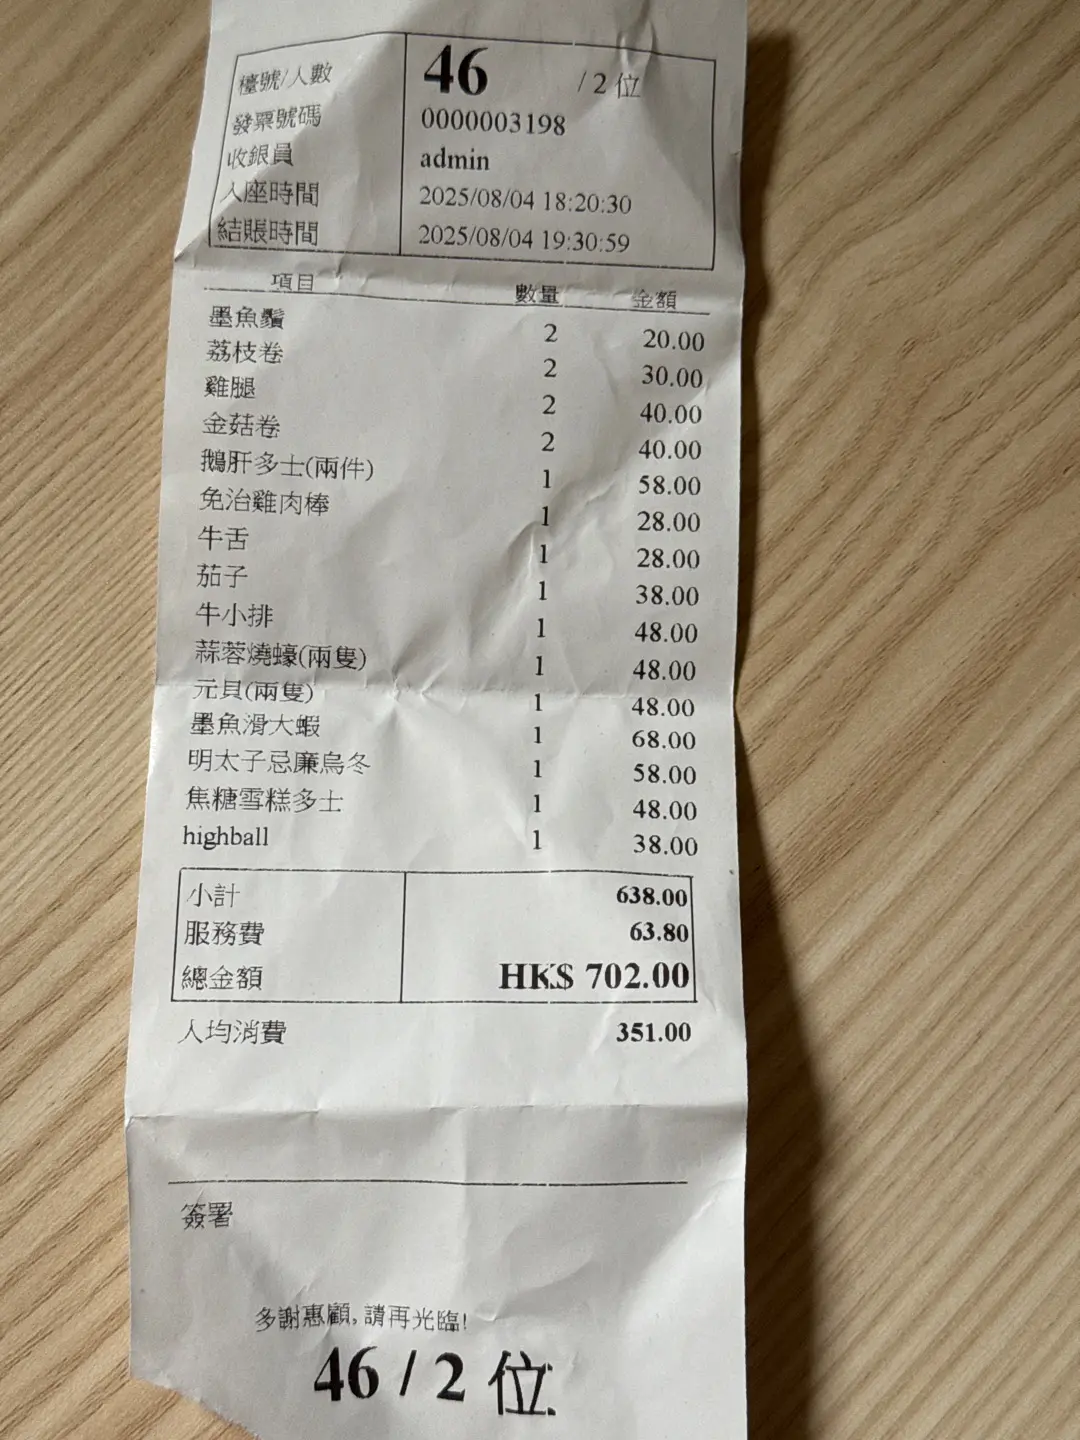 檯號/人數 46 /2 位
發票號碼 0000003198
收銀員 admin
入座時間 2025/08/04 18:20:30
結賬時間 2025/08/04 19:30:59
項目 數量 金額
墨魚鬚 2 20.00
荔枝卷 2 30.00
雞腿 2 40.00
金菇卷 2 40.00
鵝肝多士(兩件) 1 58.00
免治雞肉棒 1 28.00
牛舌 1 28.00
茄子 1 38.00
牛小排 1 48.00
蒜蓉燒蠔(兩隻) 1 48.00
元貝(兩隻) 1 48.00
墨魚滑大蝦 1 68.00
明太子忌廉烏冬 1 58.00
焦糖雪糕多士 1 48.00
highball 1 38.00
小計 638.00
服務費 63.80
總金額 HK$ 702.00
人均消費 351.00
簽署
多謝惠顧, 請再光臨!
46 / 2 位